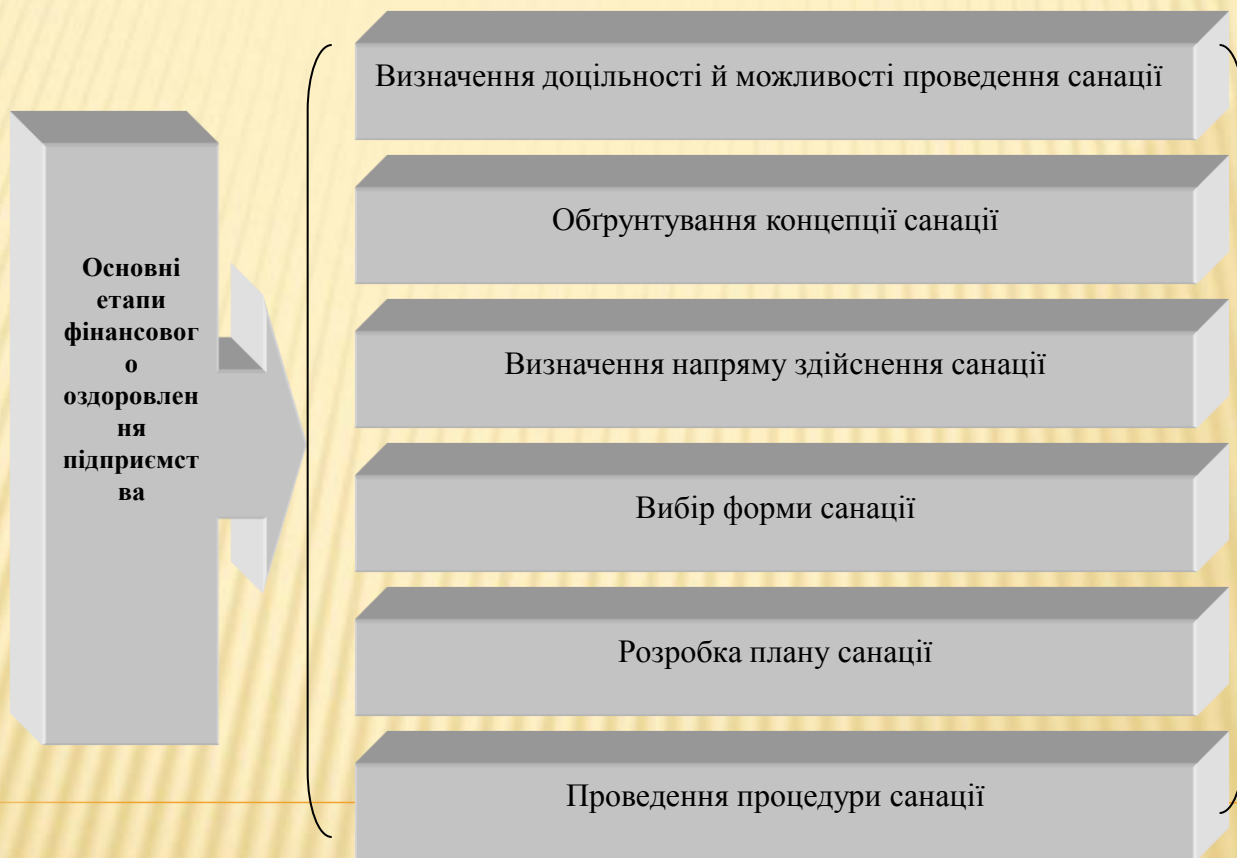 Визначення доцільності й можливості проведення санації
Обґрунтування концепції санації
Основні
етапи
фінансовог
о
оздоровлен
ня
підприємст
ва
Визначення напряму здійснення санації
Вибір форми санації
Розробка плану санації
Проведення процедури санації